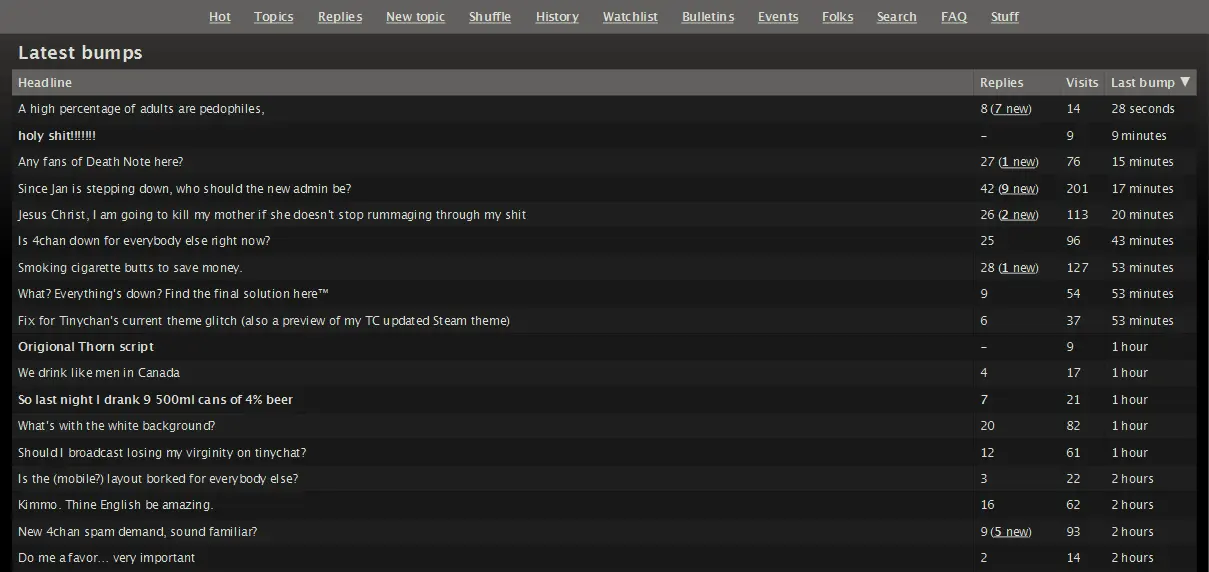 Hot Topics Replies New topic Shuffle History Watchlist Bulletins Events Folks Search FAQ Stuff
Latest bumps
Headline Replies Visits Last bump ▼
A high percentage of adults are pedophiles, 8 (7 new) 14 28 seconds
holy shit!!!!!!! – 9 9 minutes
Any fans of Death Note here? 27 (1 new) 76 15 minutes
Since Jan is stepping down, who should the new admin be? 42 (9 new) 201 17 minutes
Jesus Christ, I am going to kill my mother if she doesn't stop rummaging through my shit 26 (2 new) 113 20 minutes
Is 4chan down for everybody else right now? 25 96 43 minutes
Smoking cigarette butts to save money. 28 (1 new) 127 53 minutes
What? Everything's down? Find the final solution here™ 9 54 53 minutes
Fix for Tinychan's current theme glitch (also a preview of my TC updated Steam theme) 6 37 53 minutes
Origional Thorn script – 9 1 hour
We drink like men in Canada 4 17 1 hour
So last night I drank 9 500ml cans of 4% beer 7 21 1 hour
What's with the white background? 20 82 1 hour
Should I broadcast losing my virginity on tinychat? 12 61 1 hour
Is the (mobile?) layout borked for everybody else? 3 22 2 hours
Kimmo. Thine English be amazing. 16 62 2 hours
New 4chan spam demand, sound familiar? 9 (5 new) 93 2 hours
Do me a favor... very important 2 14 2 hours